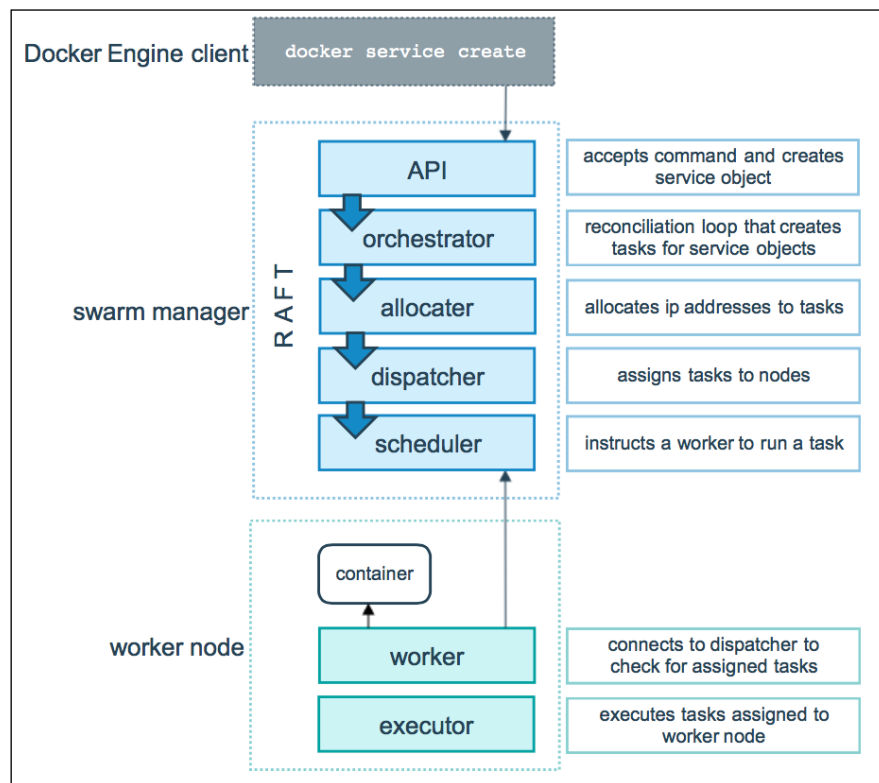 Docker Engine client
docker service create
API
accepts command and creates
service object
orchestrator
reconciliation loop that creates
tasks for service objects
swarm manager
RAFT
allocater
allocates ip addresses to tasks
dispatcher
assigns tasks to nodes
scheduler
instructs a worker to run a task
container
worker node
worker
connects to dispatcher to
check for assigned tasks
executor
executes tasks assigned to
worker node